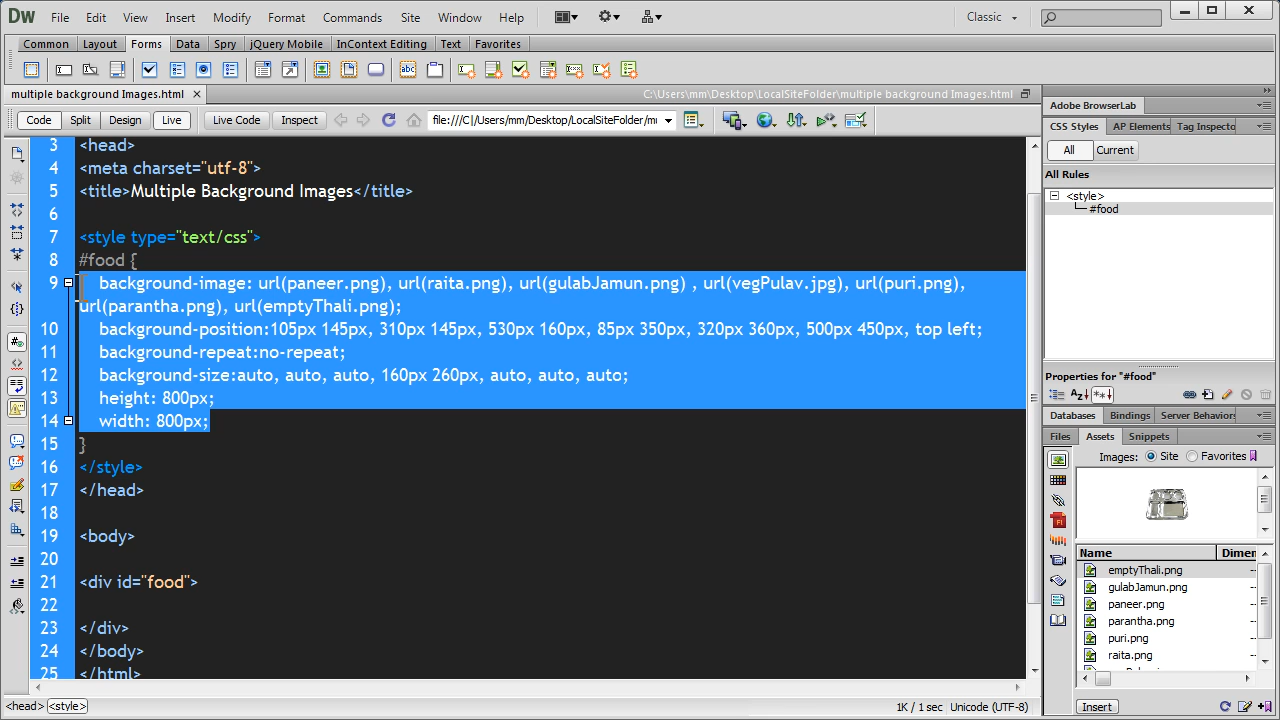 Dw File Edit View Insert Modify Format Commands Site Window Help Classic
Common Layout Forms Data Spry jQuery Mobile InContext Editing Text Favorites
multiple background Images.html C:\Users\mm\Desktop\LocalSiteFolder\multiple background Images.html
Code Split Design Live Live Code Inspect file:///C|/Users/mm/Desktop/LocalSiteFolder/mu
3 <head>
4 <meta charset="utf-8">
5 <title>Multiple Background Images</title>
6
7 <style type="text/css">
8 #food {
9 background-image: url(paneer.png), url(raita.png), url(gulabJamun.png) , url(vegPulav.jpg), url(puri.png),
url(parantha.png), url(emptyThali.png);
10 background-position:105px 145px, 310px 145px, 530px 160px, 85px 350px, 320px 360px, 500px 450px, top left;
11 background-repeat:no-repeat;
12 background-size:auto, auto, auto, 160px 260px, auto, auto, auto;
13 height: 800px;
14 width: 800px;
15 }
16 </style>
17 </head>
18
19 <body>
20
21 <div id="food">
22
23 </div>
24 </body>
25 </html>
<head> <style> 1K / 1 sec Unicode (UTF-8)
Adobe BrowserLab
CSS Styles AP Elements Tag Inspecto
All Current
All Rules
<style>
#food
Properties for "#food"
Databases Bindings Server Behaviors
Files Assets Snippets
Images: Site Favorites
Name Dimen
emptyThali.png
gulabJamun.png
paneer.png
parantha.png
puri.png
raita.png
Insert